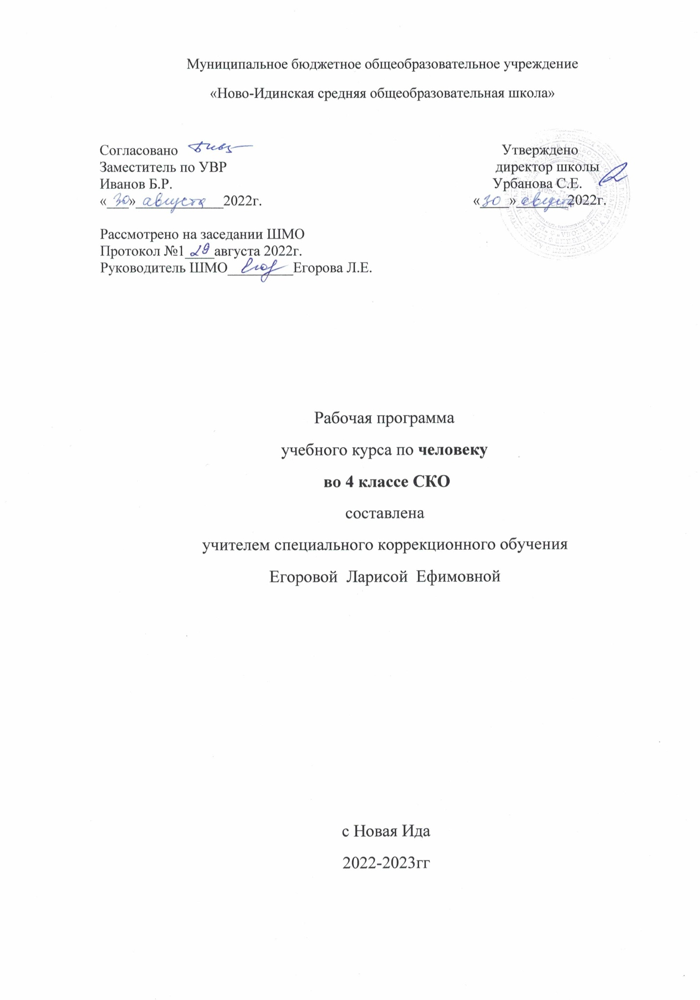 Муниципальное бюджетное общеобразовательное учреждение
«Ново-Идинская средняя общеобразовательная школа»
Согласовано
Заместитель по УВР
Иванов Б.Р.
«30» августа 2022г.
Утверждено
директор школы
Урбанова С.Е.
«30» августа 2022г.
Рассмотрено на заседании ШМО
Протокол №1 29 августа 2022г.
Руководитель ШМО__________Егорова Л.Е.
Рабочая программа
учебного курса по человеку
во 4 классе СКО
составлена
учителем специального коррекционного обучения
Егоровой Ларисой Ефимовной
с Новая Ида
2022-2023гг